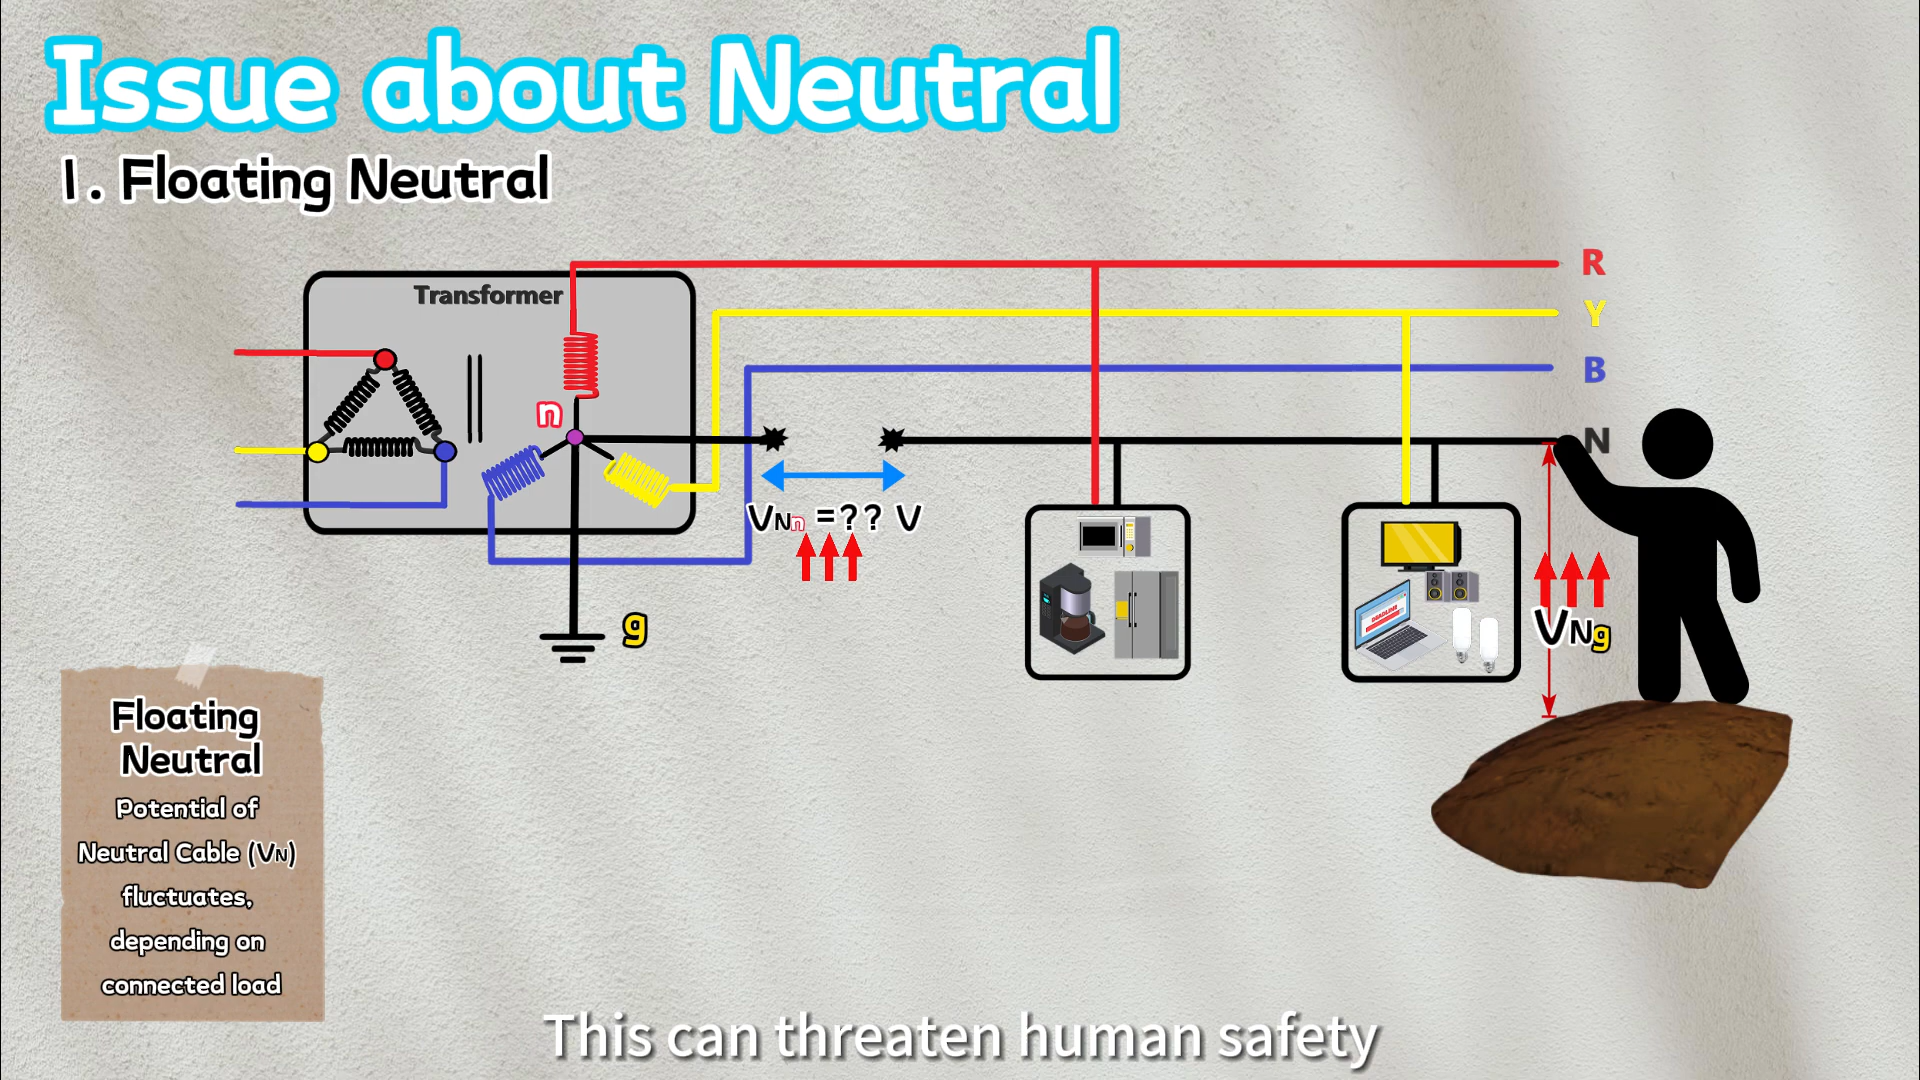 Issue about Neutral
1. Floating Neutral
R
Transformer
Y
B
n
N
VNn =?? V
g
VNg
DEADLINE
Floating
Neutral
Potential of
Neutral Cable (VN)
fluctuates,
depending on
connected load
This can threaten human safety